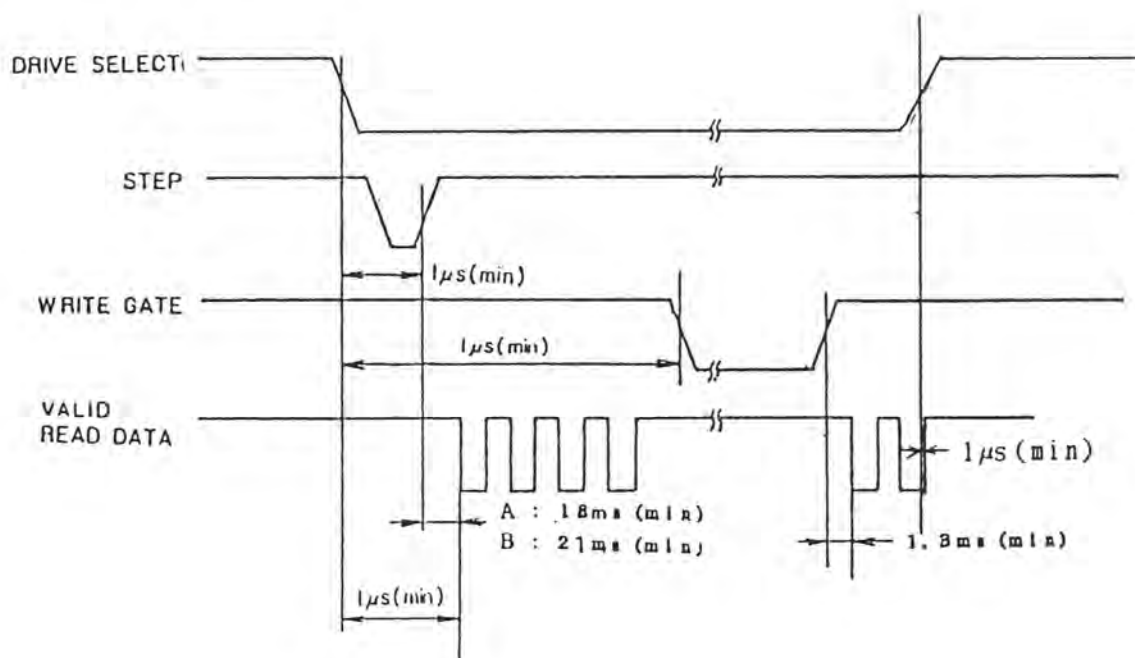 DRIVE SELECTi
STEP
1μs(min)
WRITE GATE
1μs(min)
VALID
READ DATA
1μs(min)
A : 18ms(min)
B : 21ms(min)
1.3ms(min)
1μs(min)